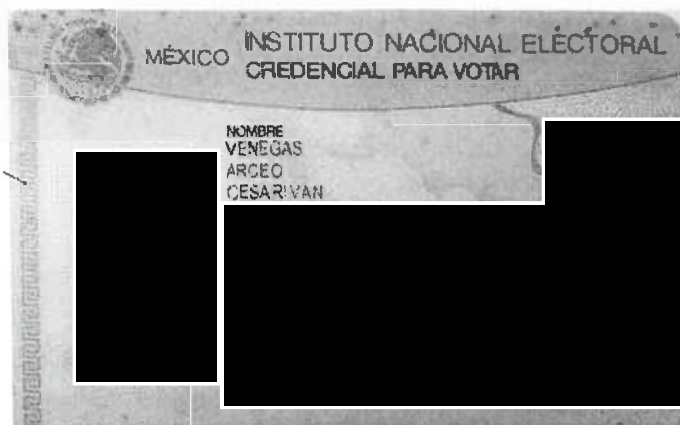 MÉXICO INSTITUTO NACIONAL ELECTORAL
CREDENCIAL PARA VOTAR
NOMBRE
VENEGAS
ARCEO
CESAR IVAN